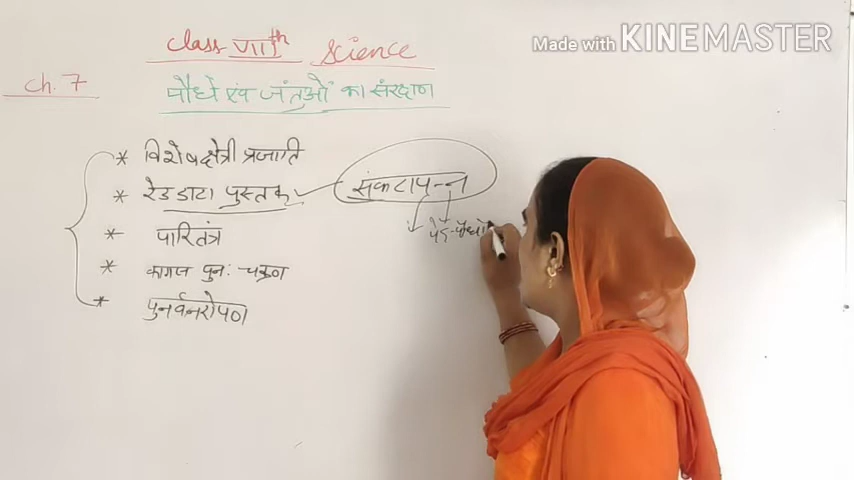 Made with KINEMASTER
class VIIIth Science
Ch. 7
पौधे एवं जंतुओं का संरक्षण
* विशेषक्षेत्री प्रजाति
* रेड डाटा पुस्तक संकटापन्न
पेड़-पौधों
* पारितंत्र
* कागज पुनः चक्रण
* पुनर्वनरोपण